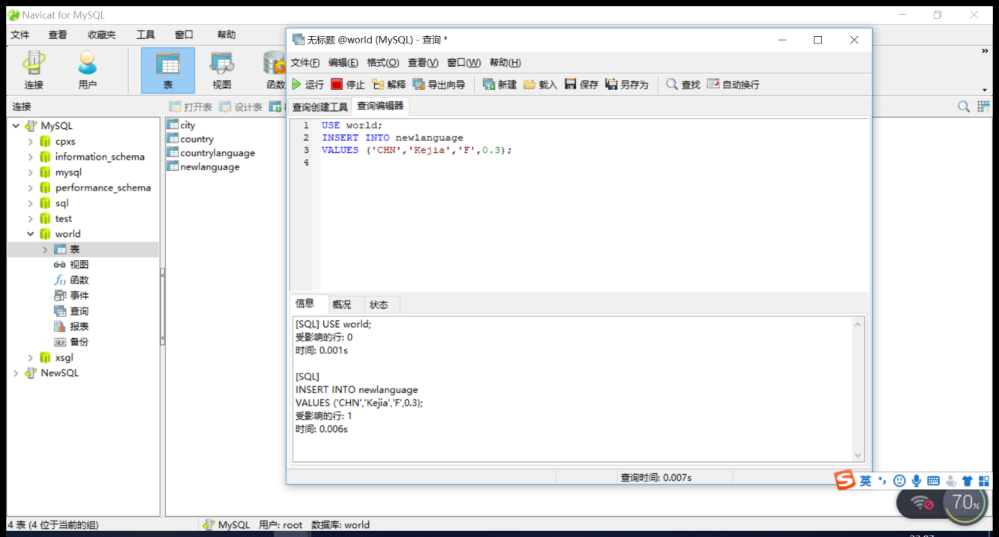 Navicat for MySQL
文件 查看 收藏夹 工具 窗口 帮助
连接 用户 表 视图 函数
连接 打开表 设计表
MySQL
cpxs
information_schema
mysql
performance_schema
sql
test
world
表
视图
函数
事件
查询
报表
备份
xsgl
NewSQL
city
country
countrylanguage
newlanguage
无标题 @world (MySQL) - 查询 *
文件(F) 编辑(E) 格式(O) 查看(V) 窗口(W) 帮助(H)
运行 停止 解释 导出向导 新建 载入 保存 另存为 查找 自动换行
查询创建工具 查询编辑器
1 USE world;
2 INSERT INTO newlanguage
3 VALUES ('CHN','Kejia','F',0.3);
4
信息 概况 状态
[SQL] USE world;
受影响的行: 0
时间: 0.001s
[SQL]
INSERT INTO newlanguage
VALUES ('CHN','Kejia','F',0.3);
受影响的行: 1
时间: 0.006s
查询时间: 0.007s
英
70%
4 表 (4 位于当前的组) MySQL 用户: root 数据库: world